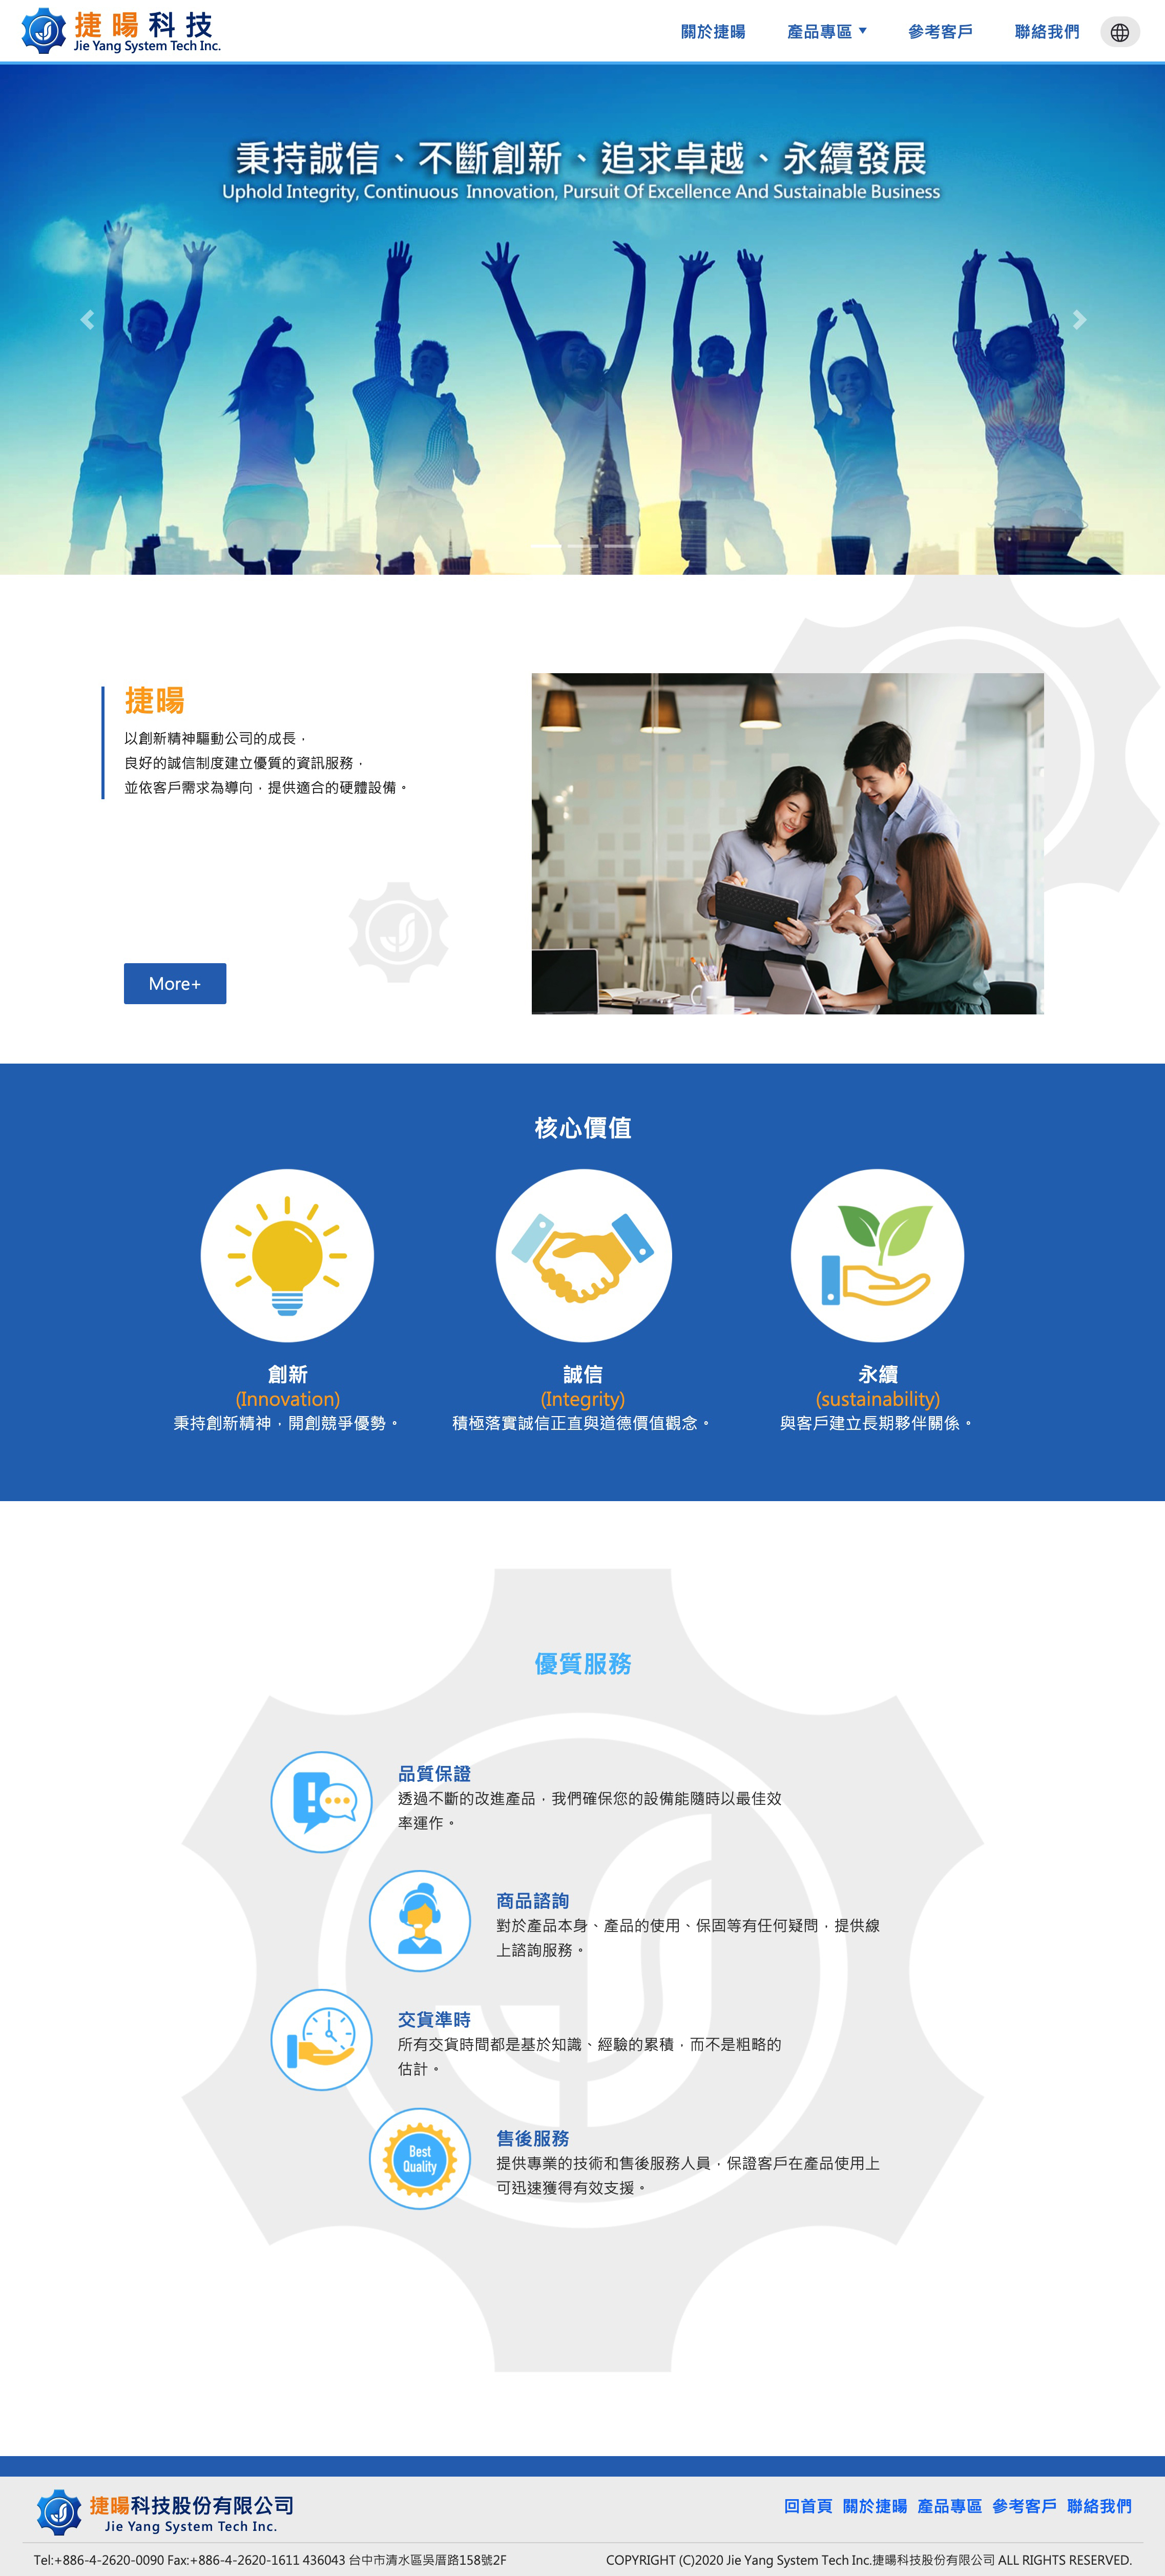 捷暘科技
Jie Yang System Tech Inc.
關於捷暘
產品專區
參考客戶
聯絡我們
秉持誠信、不斷創新、追求卓越、永續發展
Uphold Integrity, Continuous Innovation, Pursuit Of Excellence And Sustainable Business
捷暘
以創新精神驅動公司的成長，
良好的誠信制度建立優質的資訊服務，
並依客戶需求為導向，提供適合的硬體設備。
More+
核心價值
創新
(Innovation)
秉持創新精神，開創競爭優勢。
誠信
(Integrity)
積極落實誠信正直與道德價值觀念。
永續
(sustainability)
與客戶建立長期夥伴關係。
優質服務
品質保證
透過不斷的改進產品，我們確保您的設備能隨時以最佳效
率運作。
商品諮詢
對於產品本身、產品的使用、保固等有任何疑問，提供線
上諮詢服務。
交貨準時
所有交貨時間都是基於知識、經驗的累積，而不是粗略的
估計。
Best
Quality
售後服務
提供專業的技術和售後服務人員，保證客戶在產品使用上
可迅速獲得有效支援。
捷暘科技股份有限公司
Jie Yang System Tech Inc.
回首頁 關於捷暘 產品專區 參考客戶 聯絡我們
Tel:+886-4-2620-0090 Fax:+886-4-2620-1611 436043 台中市清水區吳厝路158號2F
COPYRIGHT (C)2020 Jie Yang System Tech Inc.捷暘科技股份有限公司 ALL RIGHTS RESERVED.